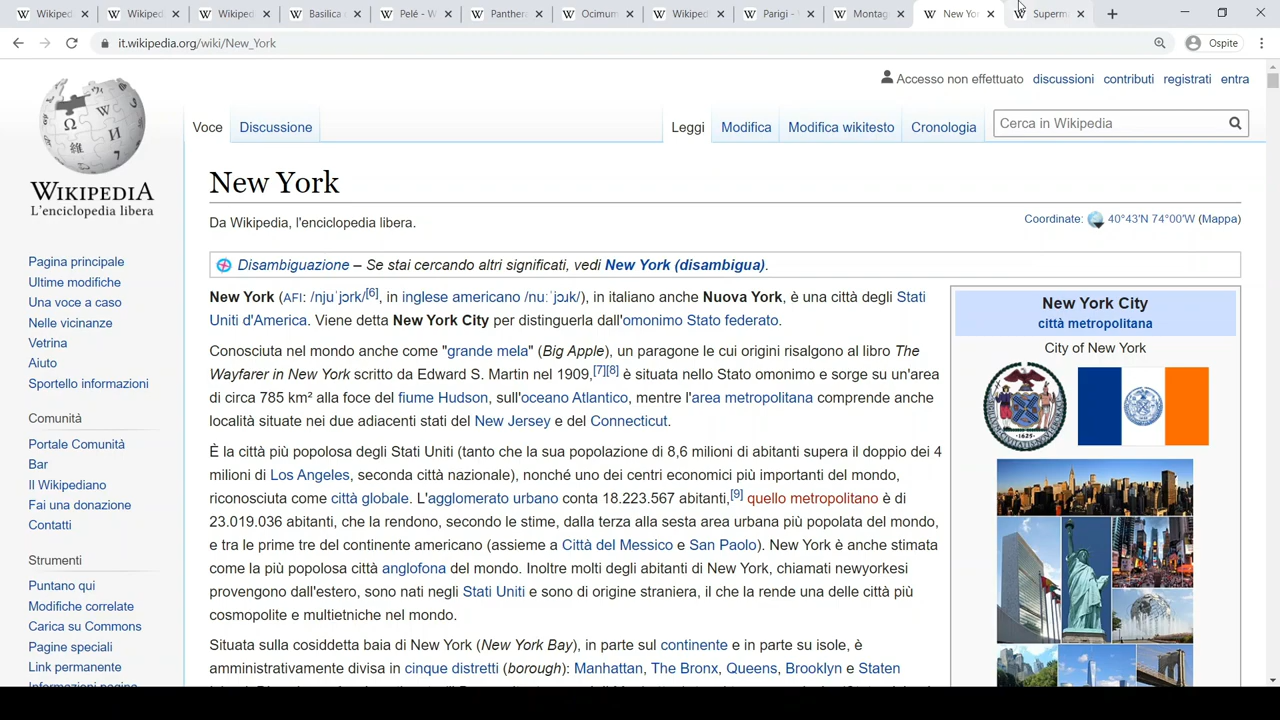 Wikiped
Wikiped
Wikiped
Basilica
Pelé - W
Panthera
Ocimum
Wikiped
Parigi -
Montag
New Yo
Superma
it.wikipedia.org/wiki/New_York
Ospite
Accesso non effettuato discussioni contributi registrati entra
Voce Discussione Leggi Modifica Modifica wikitesto Cronologia Cerca in Wikipedia
WIKIPEDIA
L'enciclopedia libera
Pagina principale
Ultime modifiche
Una voce a caso
Nelle vicinanze
Vetrina
Aiuto
Sportello informazioni
Comunità
Portale Comunità
Bar
Il Wikipediano
Fai una donazione
Contatti
Strumenti
Puntano qui
Modifiche correlate
Carica su Commons
Pagine speciali
Link permanente
Informazioni pagina
New York
Da Wikipedia, l'enciclopedia libera.
Coordinate: 40°43′N 74°00′W (Mappa)
Disambiguazione – Se stai cercando altri significati, vedi New York (disambigua).
New York (AFI: /njuˈjɔrk/[6], in inglese americano /nuːˈjɔɹk/), in italiano anche Nuova York, è una città degli Stati
Uniti d'America. Viene detta New York City per distinguerla dall'omonimo Stato federato.
Conosciuta nel mondo anche come "grande mela" (Big Apple), un paragone le cui origini risalgono al libro The
Wayfarer in New York scritto da Edward S. Martin nel 1909,[7][8] è situata nello Stato omonimo e sorge su un'area
di circa 785 km² alla foce del fiume Hudson, sull'oceano Atlantico, mentre l'area metropolitana comprende anche
località situate nei due adiacenti stati del New Jersey e del Connecticut.
È la città più popolosa degli Stati Uniti (tanto che la sua popolazione di 8,6 milioni di abitanti supera il doppio dei 4
milioni di Los Angeles, seconda città nazionale), nonché uno dei centri economici più importanti del mondo,
riconosciuta come città globale. L'agglomerato urbano conta 18.223.567 abitanti,[9] quello metropolitano è di
23.019.036 abitanti, che la rendono, secondo le stime, dalla terza alla sesta area urbana più popolata del mondo,
e tra le prime tre del continente americano (assieme a Città del Messico e San Paolo). New York è anche stimata
come la più popolosa città anglofona del mondo. Inoltre molti degli abitanti di New York, chiamati newyorkesi
provengono dall'estero, sono nati negli Stati Uniti e sono di origine straniera, il che la rende una delle città più
cosmopolite e multietniche nel mondo.
Situata sulla cosiddetta baia di New York (New York Bay), in parte sul continente e in parte su isole, è
amministrativamente divisa in cinque distretti (borough): Manhattan, The Bronx, Queens, Brooklyn e Staten
New York City
città metropolitana
City of New York
1625